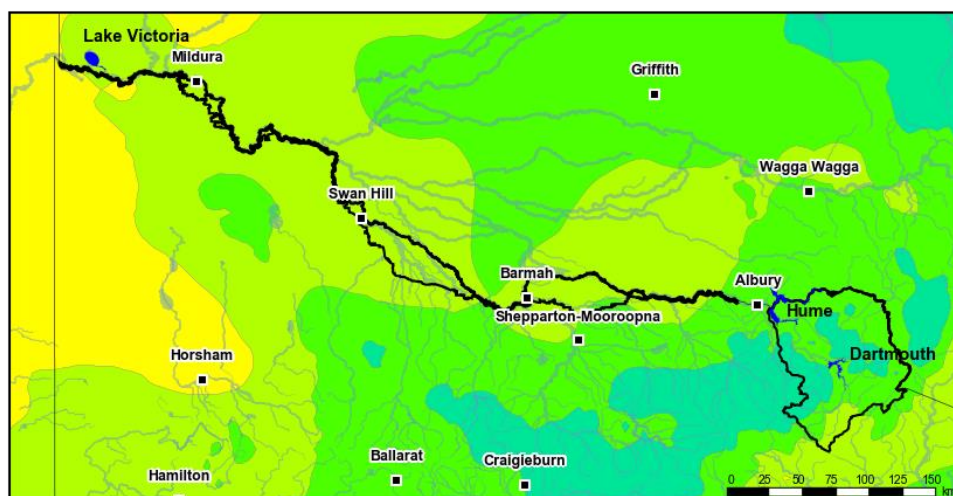 Lake Victoria
Mildura
Griffith
Wagga Wagga
Swan Hill
Barmah
Albury
Hume
Shepparton-Mooroopna
Dartmouth
Horsham
Ballarat
Craigieburn
Hamilton
0 25 50 75 100 125 150
km